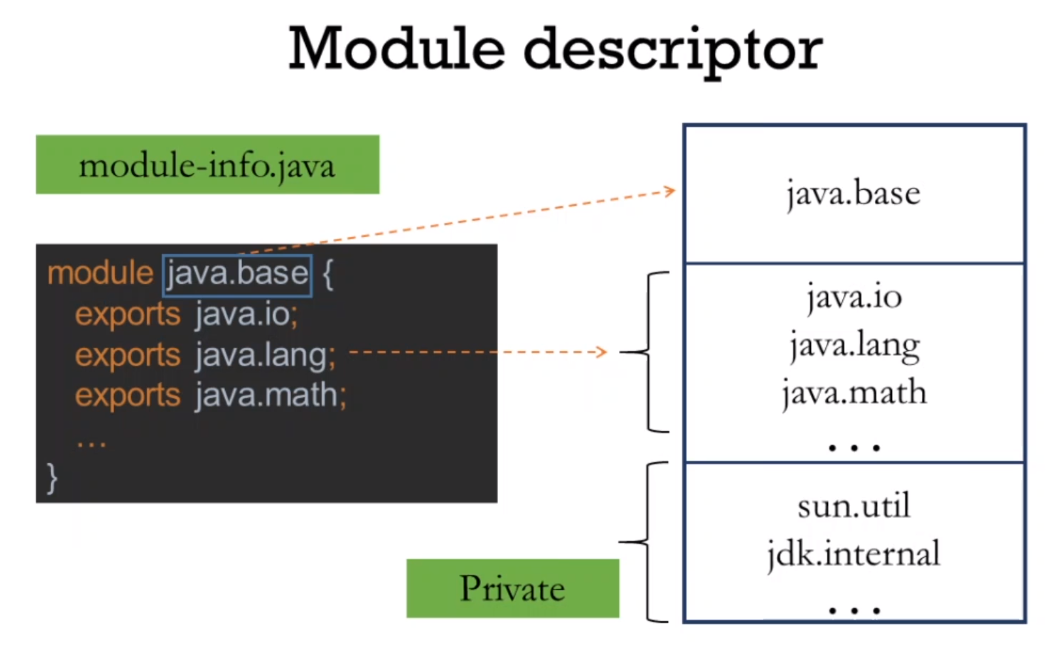 Module descriptor
module-info.java
module java.base {
exports java.io;
exports java.lang;
exports java.math;
...
}
java.base
java.io
java.lang
java.math
...
sun.util
jdk.internal
...
Private